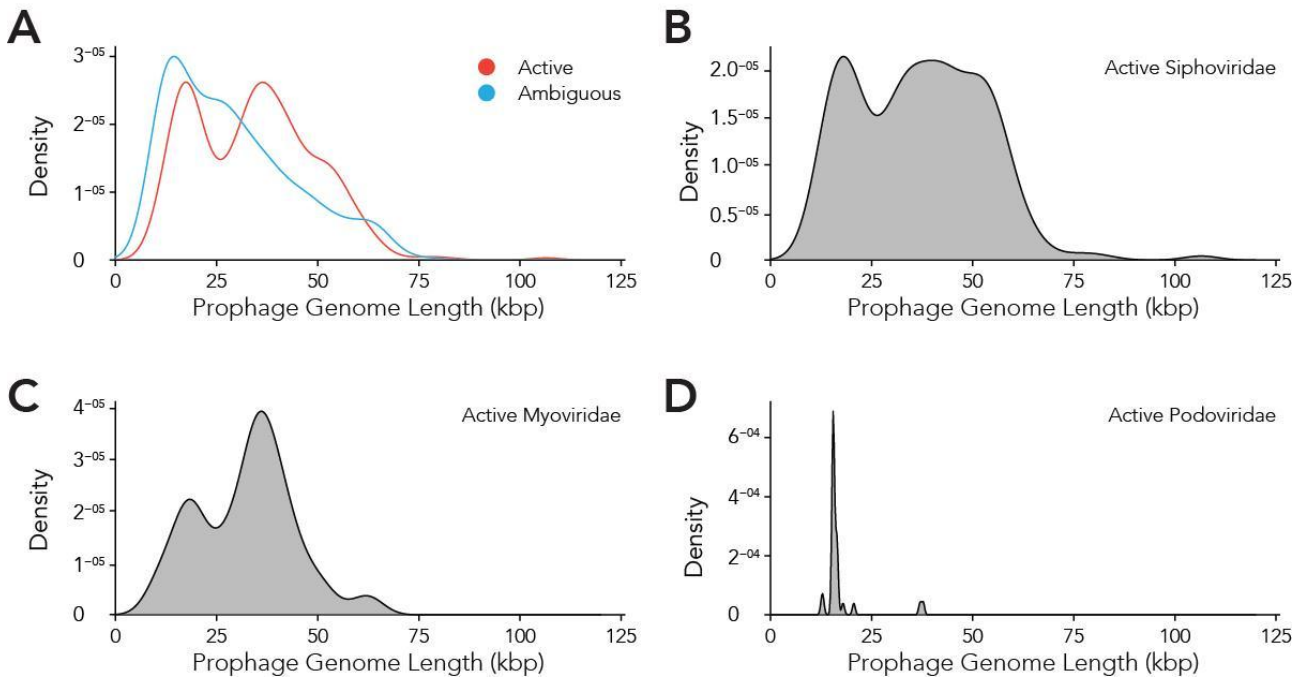 A
3⁻⁰⁵
2⁻⁰⁵
1⁻⁰⁵
0
Density
0 25 50 75 100 125
Prophage Genome Length (kbp)
Active
Ambiguous
B
Active Siphoviridae
2.0⁻⁰⁵
1.5⁻⁰⁵
1.0⁻⁰⁵
0.5⁻⁰⁵
0
Density
0 25 50 75 100 125
Prophage Genome Length (kbp)
C
Active Myoviridae
4⁻⁰⁵
3⁻⁰⁵
2⁻⁰⁵
1⁻⁰⁵
0
Density
0 25 50 75 100 125
Prophage Genome Length (kbp)
D
Active Podoviridae
6⁻⁰⁴
4⁻⁰⁴
2⁻⁰⁴
0
Density
0 25 50 75 100 125
Prophage Genome Length (kbp)